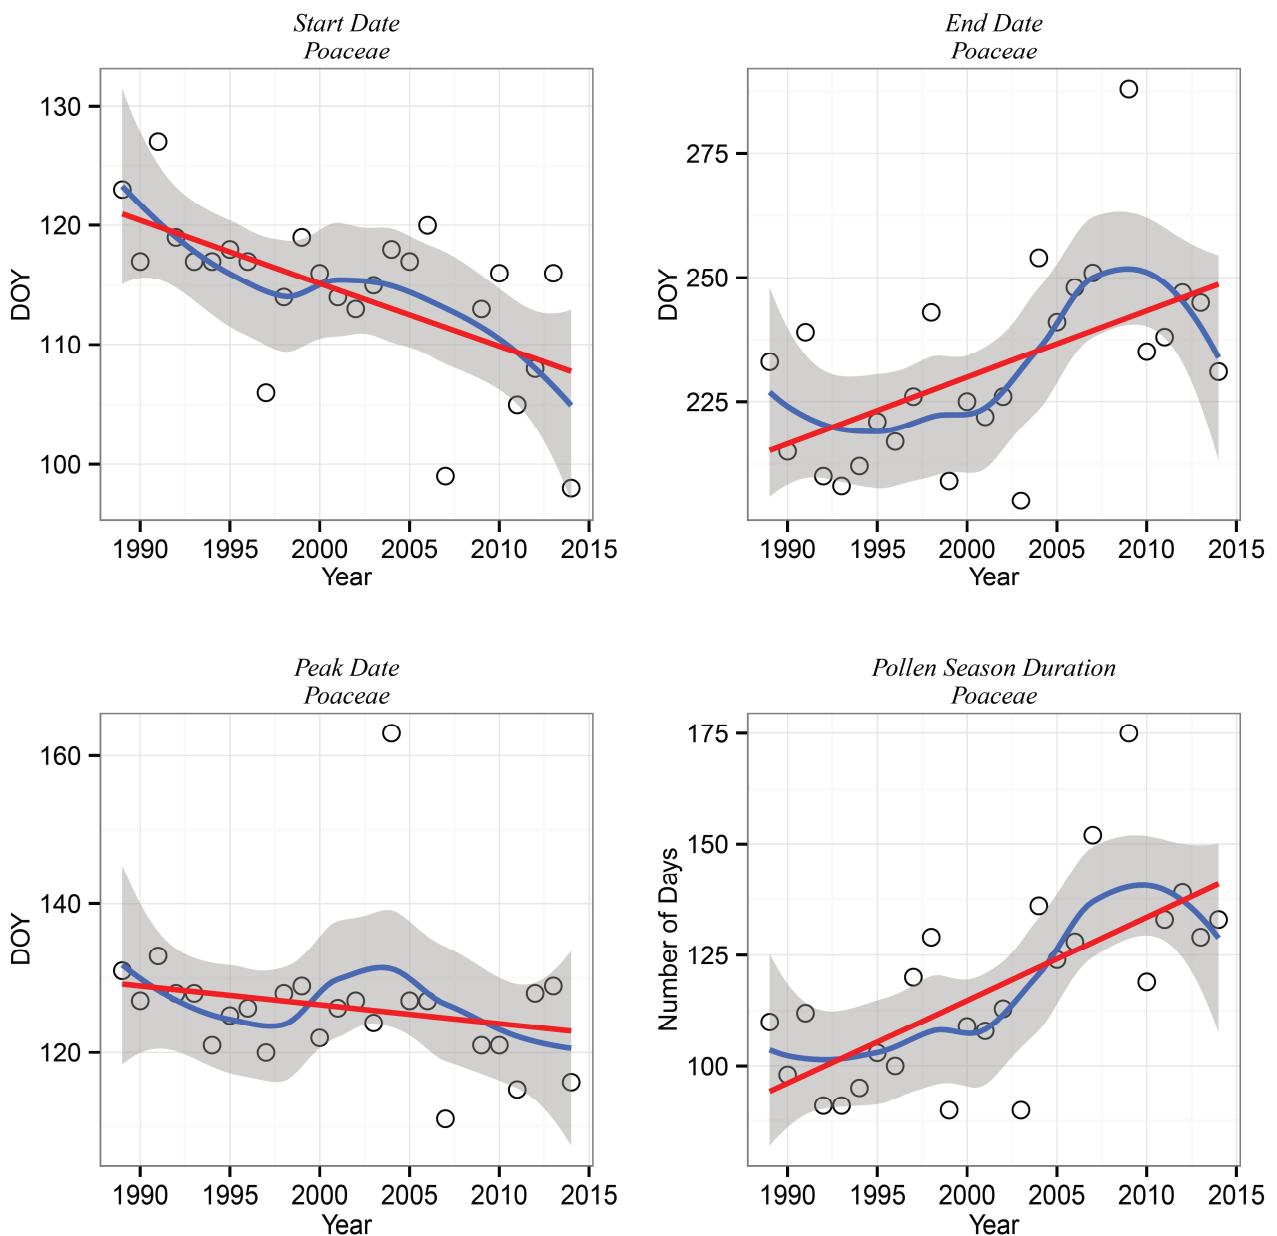 Start Date
Poaceae
130
120
110
100
DOY
1990 1995 2000 2005 2010 2015
Year
End Date
Poaceae
275
250
225
DOY
1990 1995 2000 2005 2010 2015
Year
Peak Date
Poaceae
160
140
120
DOY
1990 1995 2000 2005 2010 2015
Year
Pollen Season Duration
Poaceae
175
150
125
100
Number of Days
1990 1995 2000 2005 2010 2015
Year